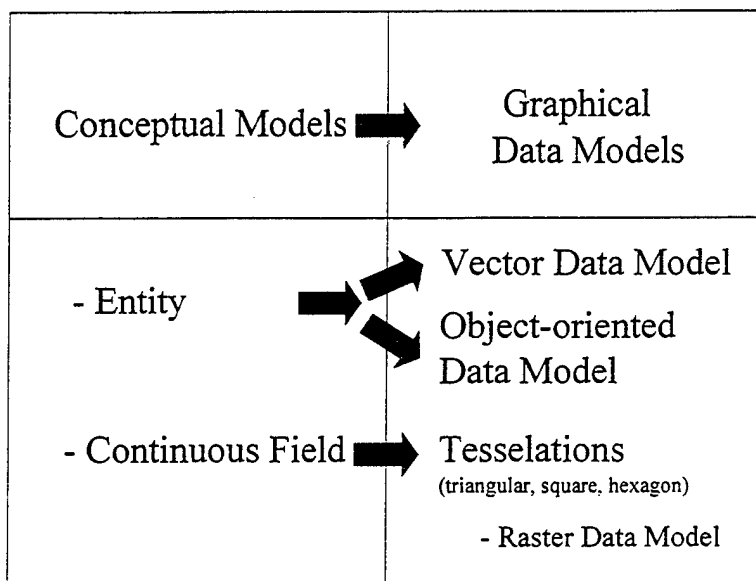 Conceptual Models
Graphical
Data Models
- Entity
Vector Data Model
Object-oriented
Data Model
- Continuous Field
Tesselations
(triangular, square, hexagon)
- Raster Data Model